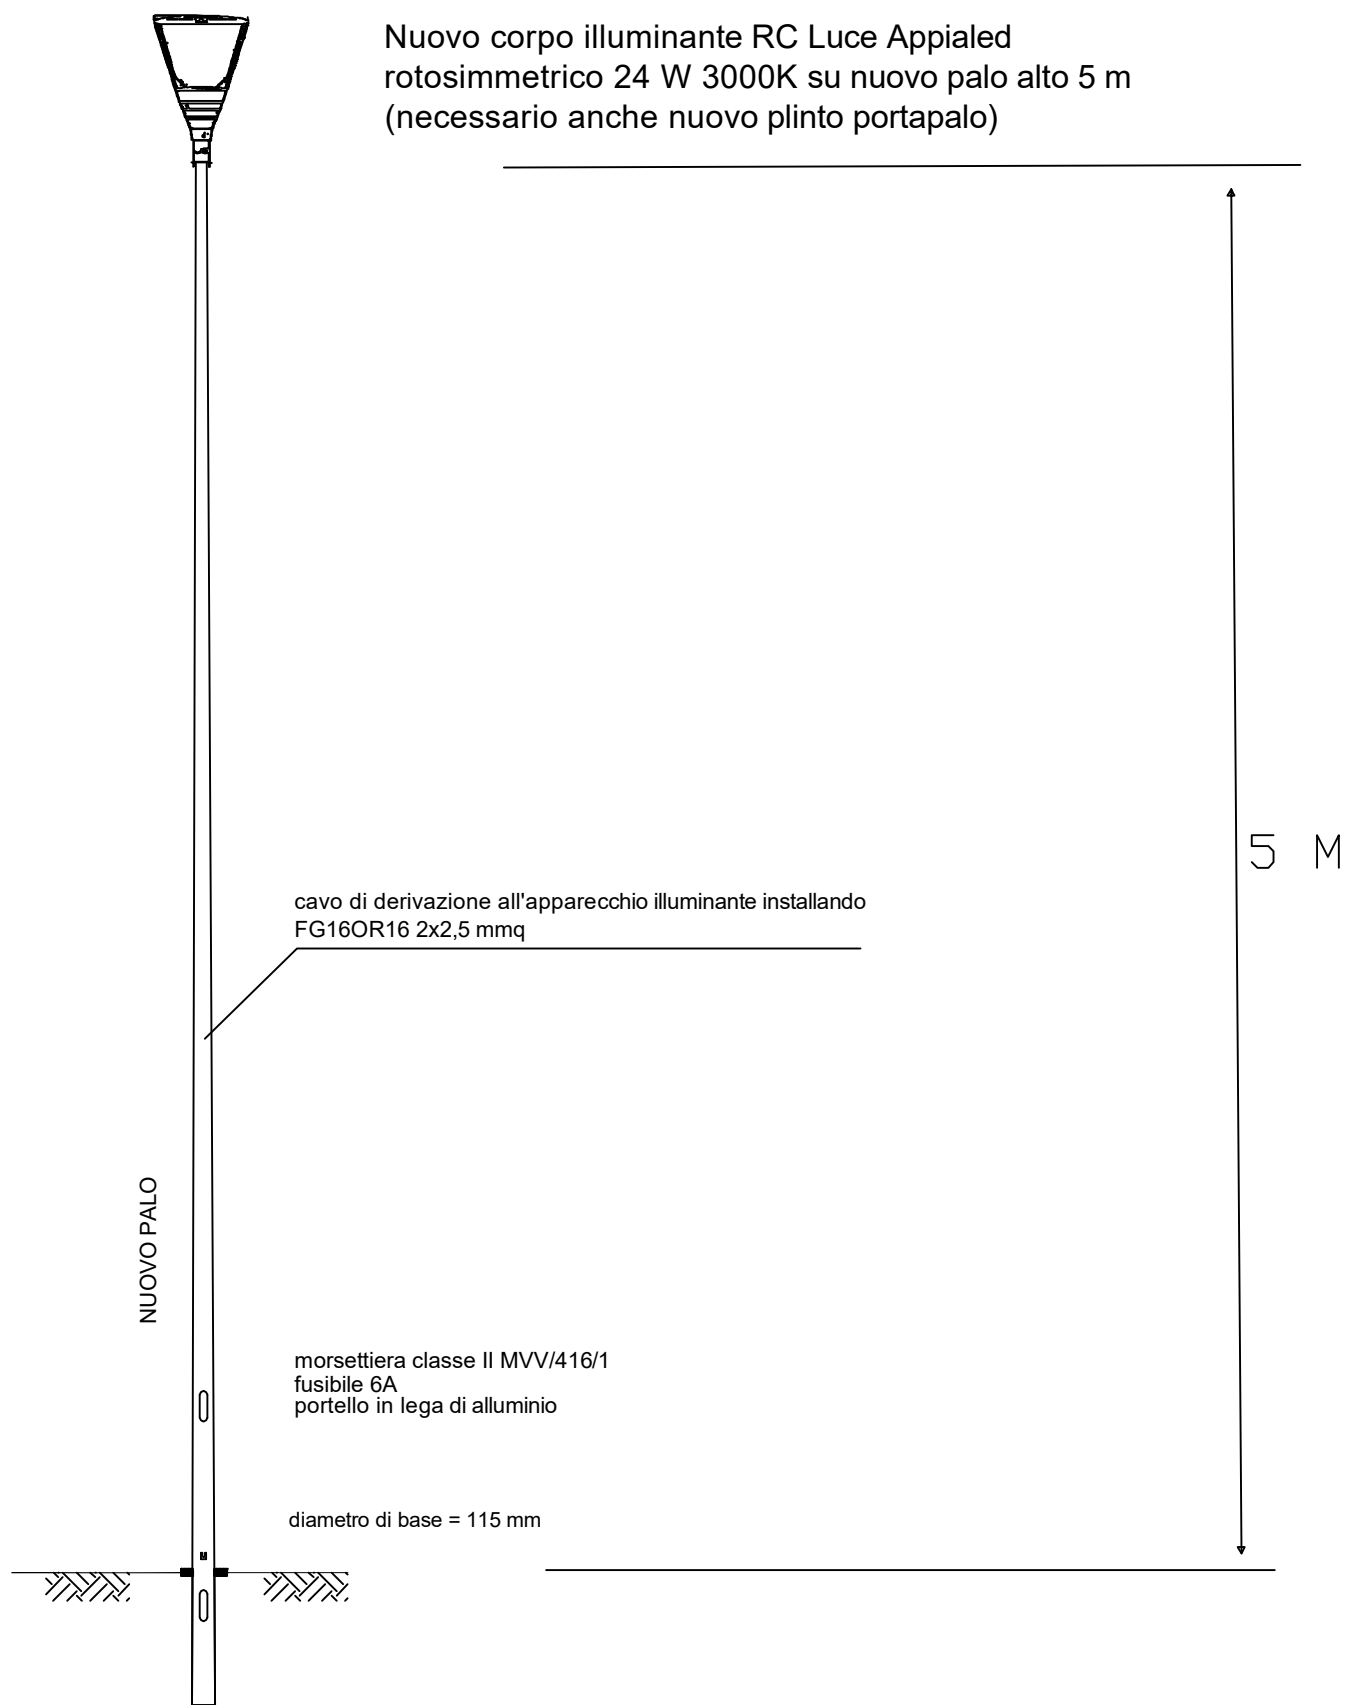 Nuovo corpo illuminante RC Luce Appialed
rotosimmetrico 24 W 3000K su nuovo palo alto 5 m
(necessario anche nuovo plinto portapalo)
5 M
cavo di derivazione all'apparecchio illuminante installando
FG16OR16 2x2,5 mmq
NUOVO PALO
morsettiera classe II MVV/416/1
fusibile 6A
portello in lega di alluminio
diametro di base = 115 mm